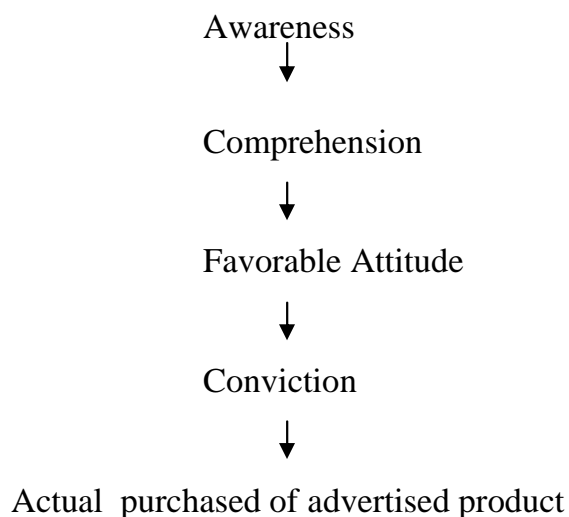 Awareness
Comprehension
Favorable Attitude
Conviction
Actual purchased of advertised product